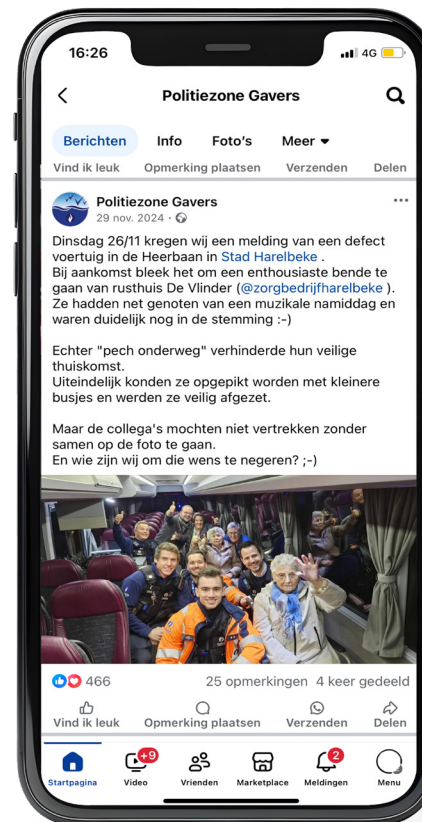 16:26
4G
Politiezone Gavers
Berichten Info Foto's Meer
Vind ik leuk Opmerking plaatsen Verzenden Delen
Politiezone Gavers
29 nov. 2024 ·
Dinsdag 26/11 kregen wij een melding van een defect
voertuig in de Heerbaan in Stad Harelbeke .
Bij aankomst bleek het om een enthousiaste bende te
gaan van rusthuis De Vlinder (@zorgbedrijfharelbeke ).
Ze hadden net genoten van een muzikale namiddag en
waren duidelijk nog in de stemming :-)
Echter "pech onderweg" verhinderde hun veilige
thuiskomst.
Uiteindelijk konden ze opgepikt worden met kleinere
busjes en werden ze veilig afgezet.
Maar de collega's mochten niet vertrekken zonder
samen op de foto te gaan.
En wie zijn wij om die wens te negeren? ;-)
466 25 opmerkingen 4 keer gedeeld
Vind ik leuk Opmerking plaatsen Verzenden Delen
+9 2
Startpagina Video Vrienden Marketplace Meldingen Menu